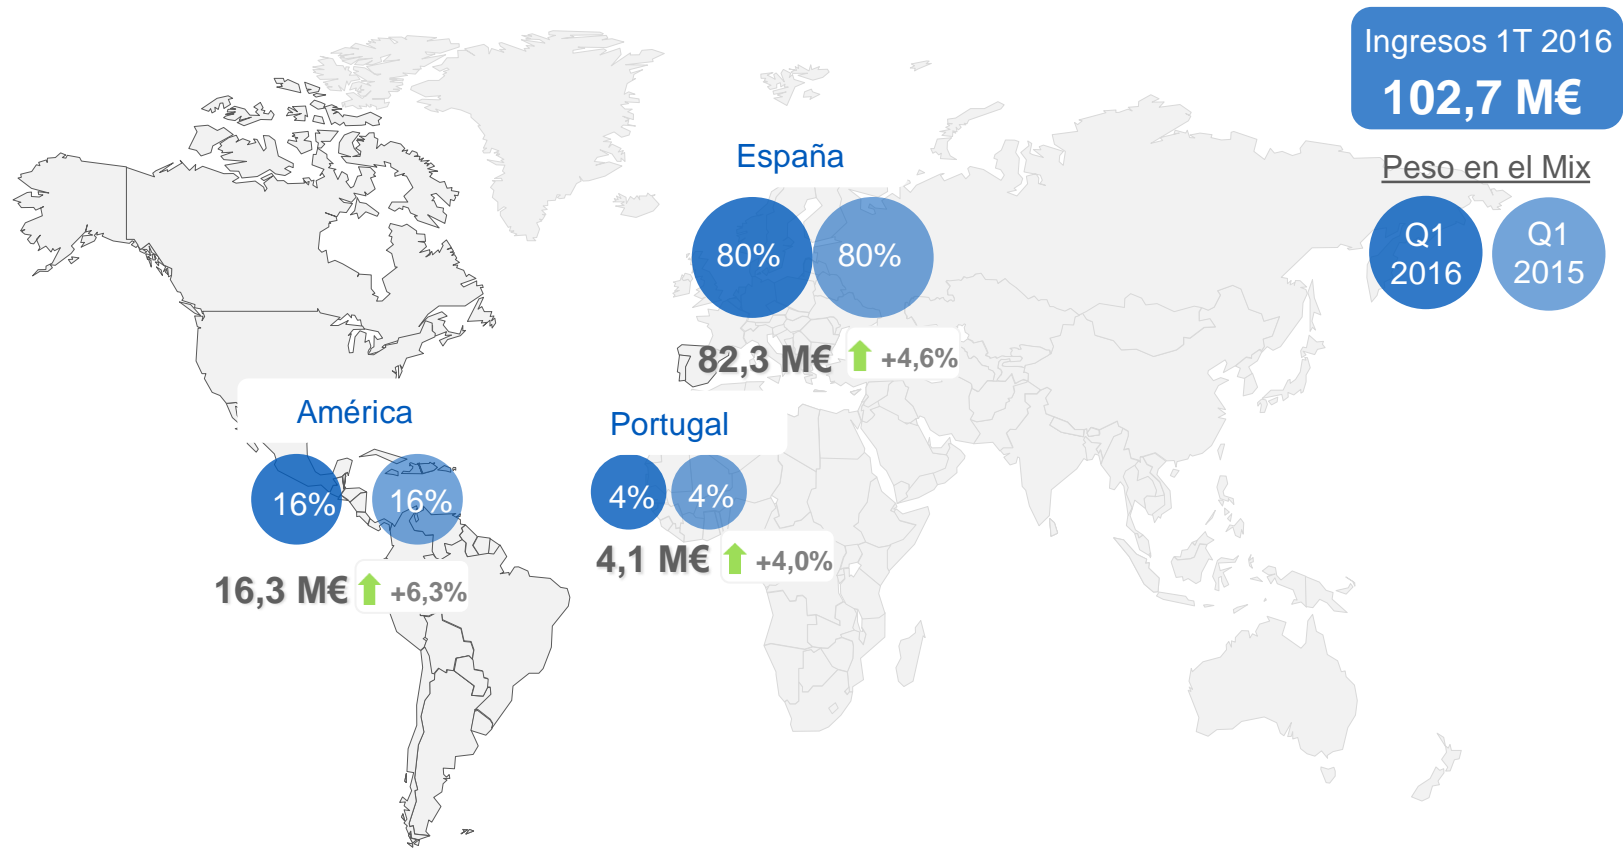 Ingresos 1T 2016
102,7 M€
Peso en el Mix
Q1
2016
Q1
2015
España
80%
80%
82,3 M€
+4,6%
América
16%
16%
16,3 M€
+6,3%
Portugal
4%
4%
4,1 M€
+4,0%